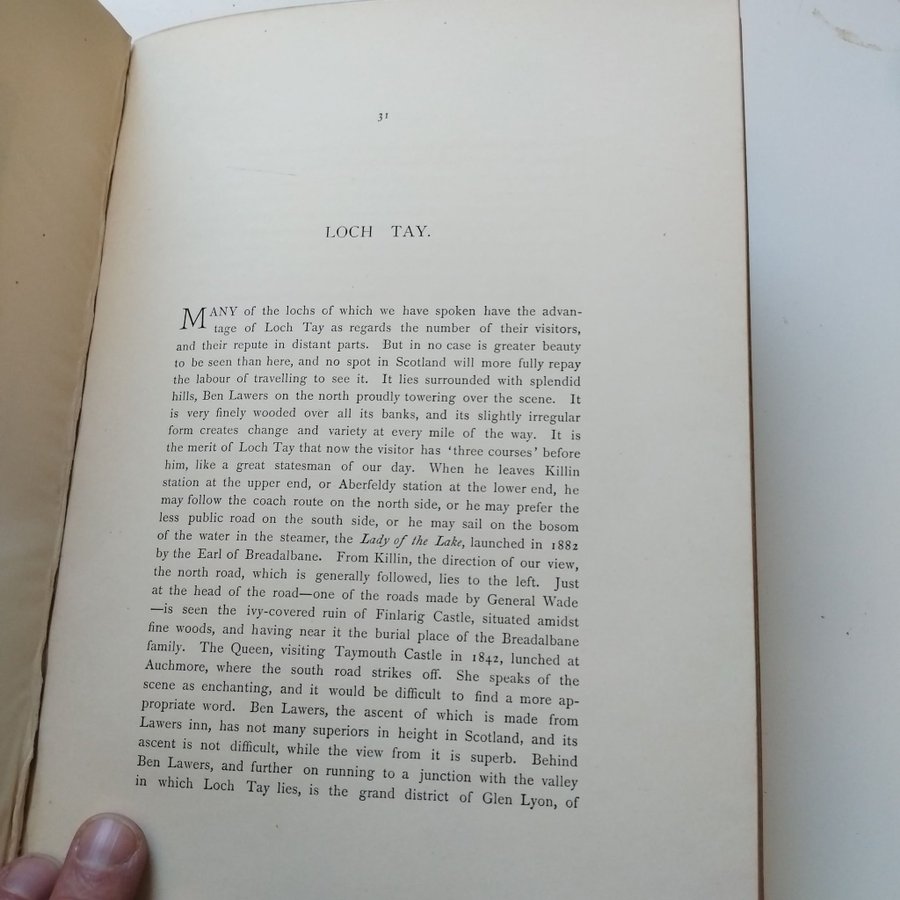 31
LOCH TAY.
MANY of the lochs of which we have spoken have the advan-
tage of Loch Tay as regards the number of their visitors,
and their repute in distant parts. But in no case is greater beauty
to be seen than here, and no spot in Scotland will more fully repay
the labour of travelling to see it. It lies surrounded with splendid
hills, Ben Lawers on the north proudly towering over the scene. It
is very finely wooded over all its banks, and its slightly irregular
form creates change and variety at every mile of the way. It is
the merit of Loch Tay that now the visitor has ‘three courses’ before
him, like a great statesman of our day. When he leaves Killin
station at the upper end, or Aberfeldy station at the lower end, he
may follow the coach route on the north side, or he may prefer the
less public road on the south side, or he may sail on the bosom
of the water in the steamer, the Lady of the Lake, launched in 1882
by the Earl of Breadalbane. From Killin, the direction of our view,
the north road, which is generally followed, lies to the left. Just
at the head of the road—one of the roads made by General Wade
—is seen the ivy-covered ruin of Finlarig Castle, situated amidst
fine woods, and having near it the burial place of the Breadalbane
family. The Queen, visiting Taymouth Castle in 1842, lunched at
Auchmore, where the south road strikes off. She speaks of the
scene as enchanting, and it would be difficult to find a more ap-
propriate word. Ben Lawers, the ascent of which is made from
Lawers inn, has not many superiors in height in Scotland, and its
ascent is not difficult, while the view from it is superb. Behind
Ben Lawers, and further on running to a junction with the valley
in which Loch Tay lies, is the grand district of Glen Lyon, of